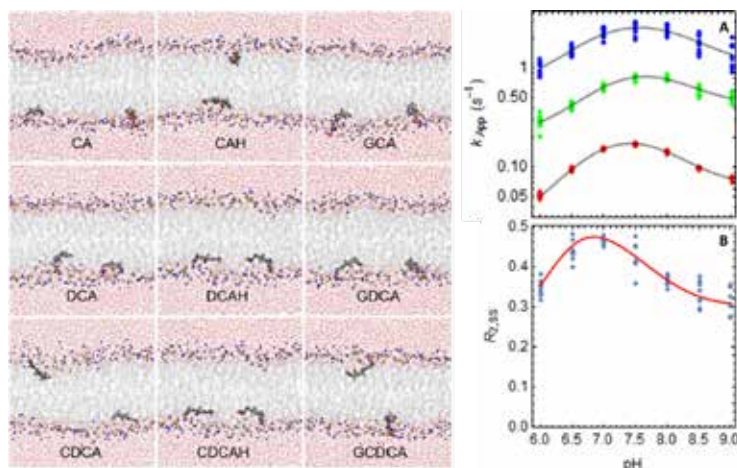 CA CAH GCA
DCA DCAH GDCA
CDCA CDCAH GCDCA
A
1
0.50
k_App (s⁻¹)
0.10
0.05
B
0.5
0.4
0.3
R_2,ss
0.2
0.1
0.0
6.0 6.5 7.0 7.5 8.0 8.5 9.0
pH